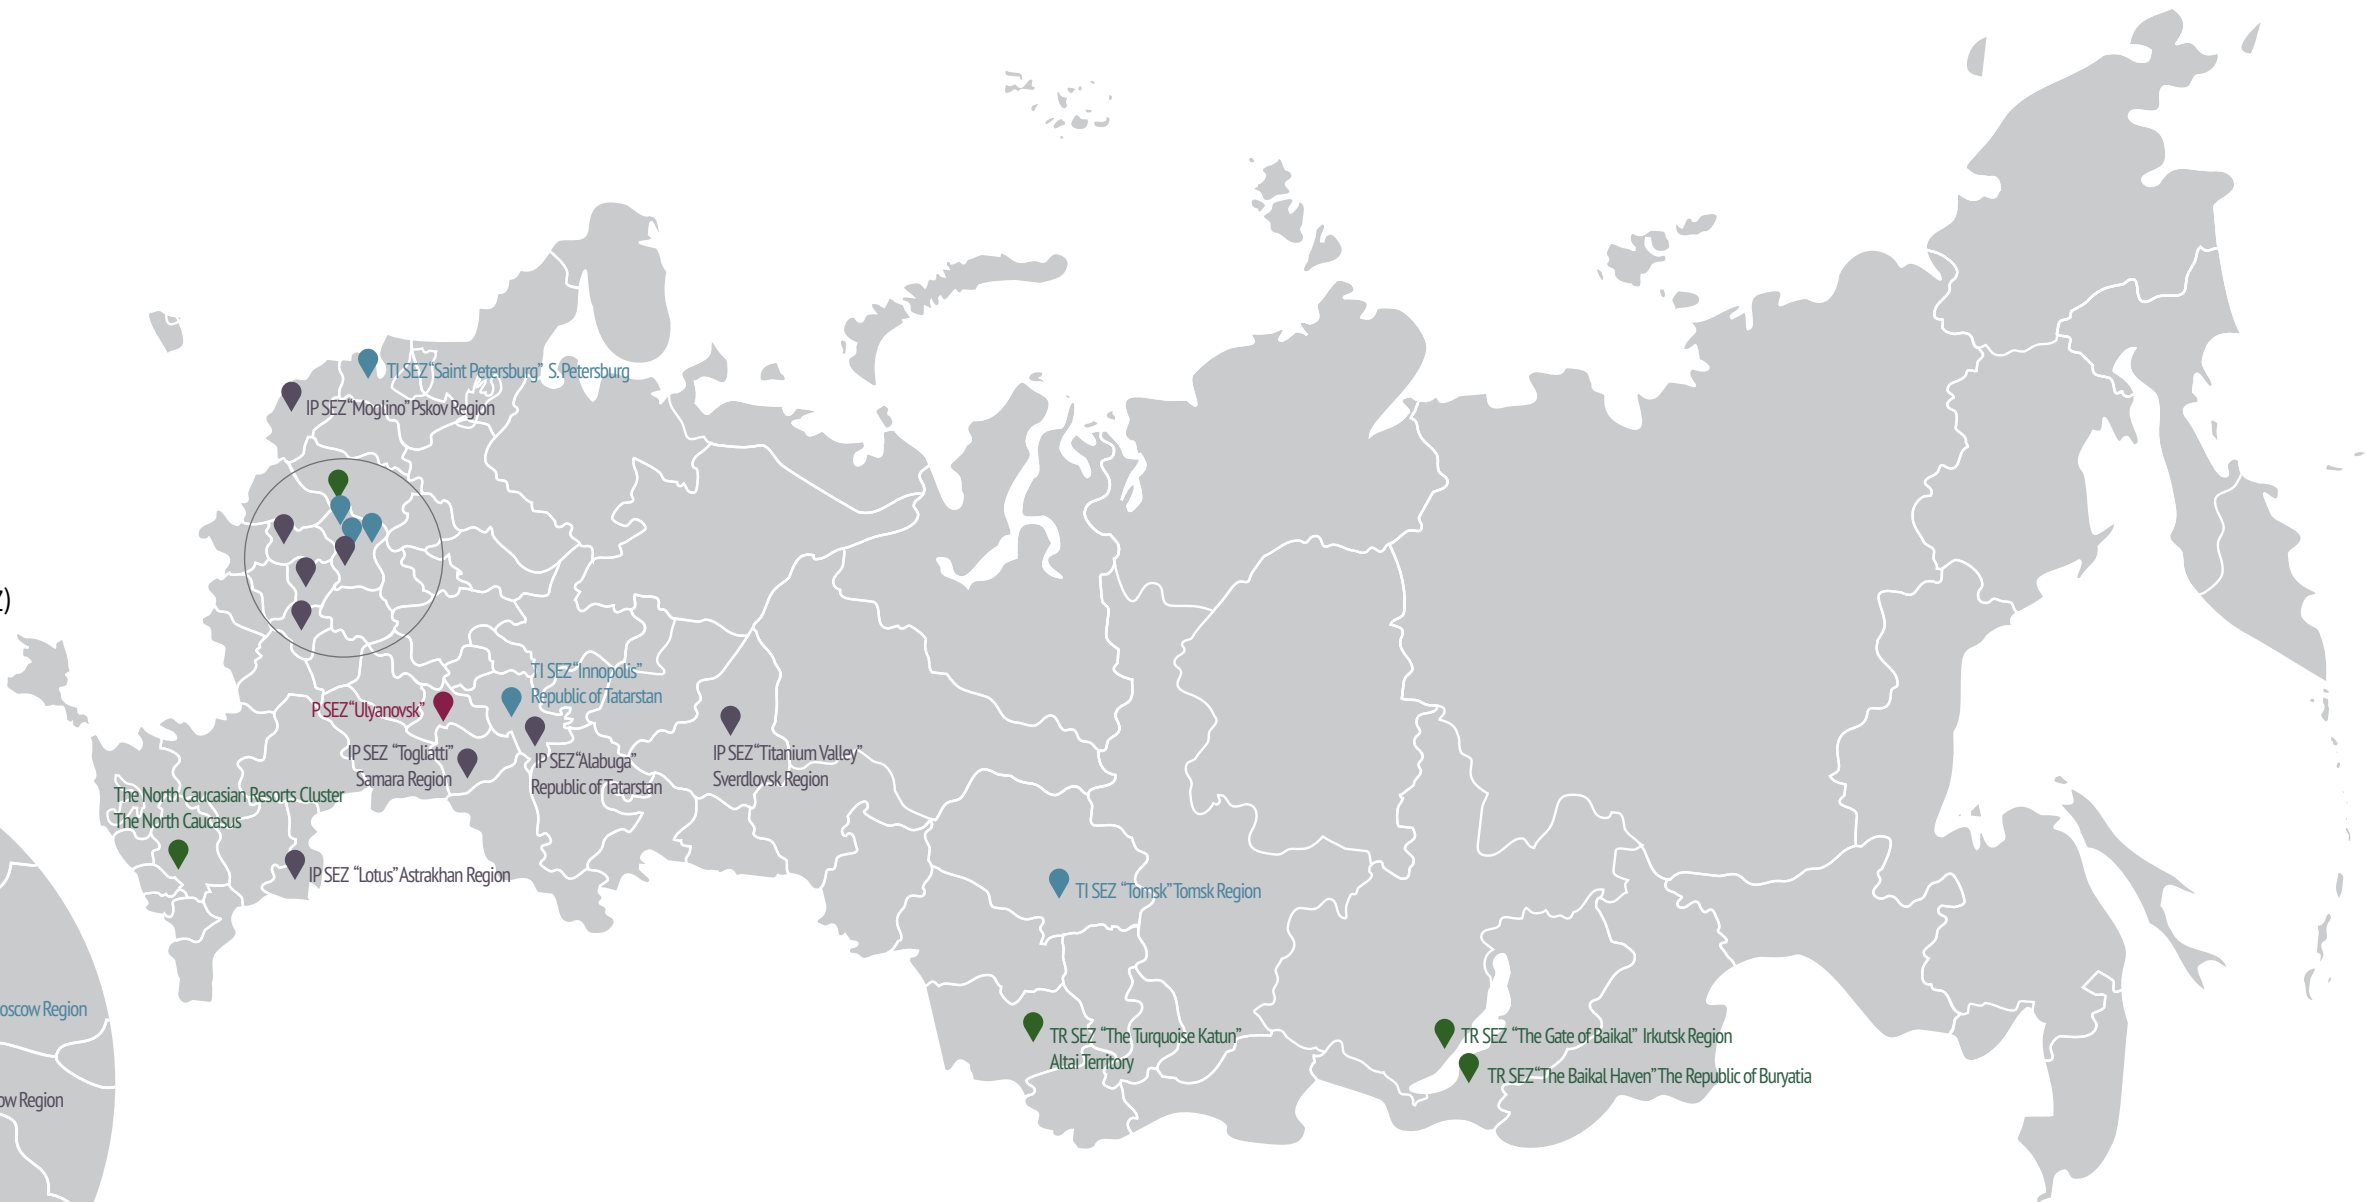 TI SEZ “Saint Petersburg” S. Petersburg
IP SEZ “Moglino” Pskov Region
Z)
TI SEZ “Innopolis”
Republic of Tatarstan
P SEZ “Ulyanovsk”
IP SEZ “Togliatti”
Samara Region
IP SEZ “Alabuga”
Republic of Tatarstan
IP SEZ “Titanium Valley”
Sverdlovsk Region
The North Caucasian Resorts Cluster
The North Caucasus
IP SEZ “Lotus” Astrakhan Region
TI SEZ “Tomsk” Tomsk Region
oscow Region
TR SEZ “The Turquoise Katun”
Altai Territory
TR SEZ “The Gate of Baikal” Irkutsk Region
TR SEZ “The Baikal Haven” The Republic of Buryatia
ow Region